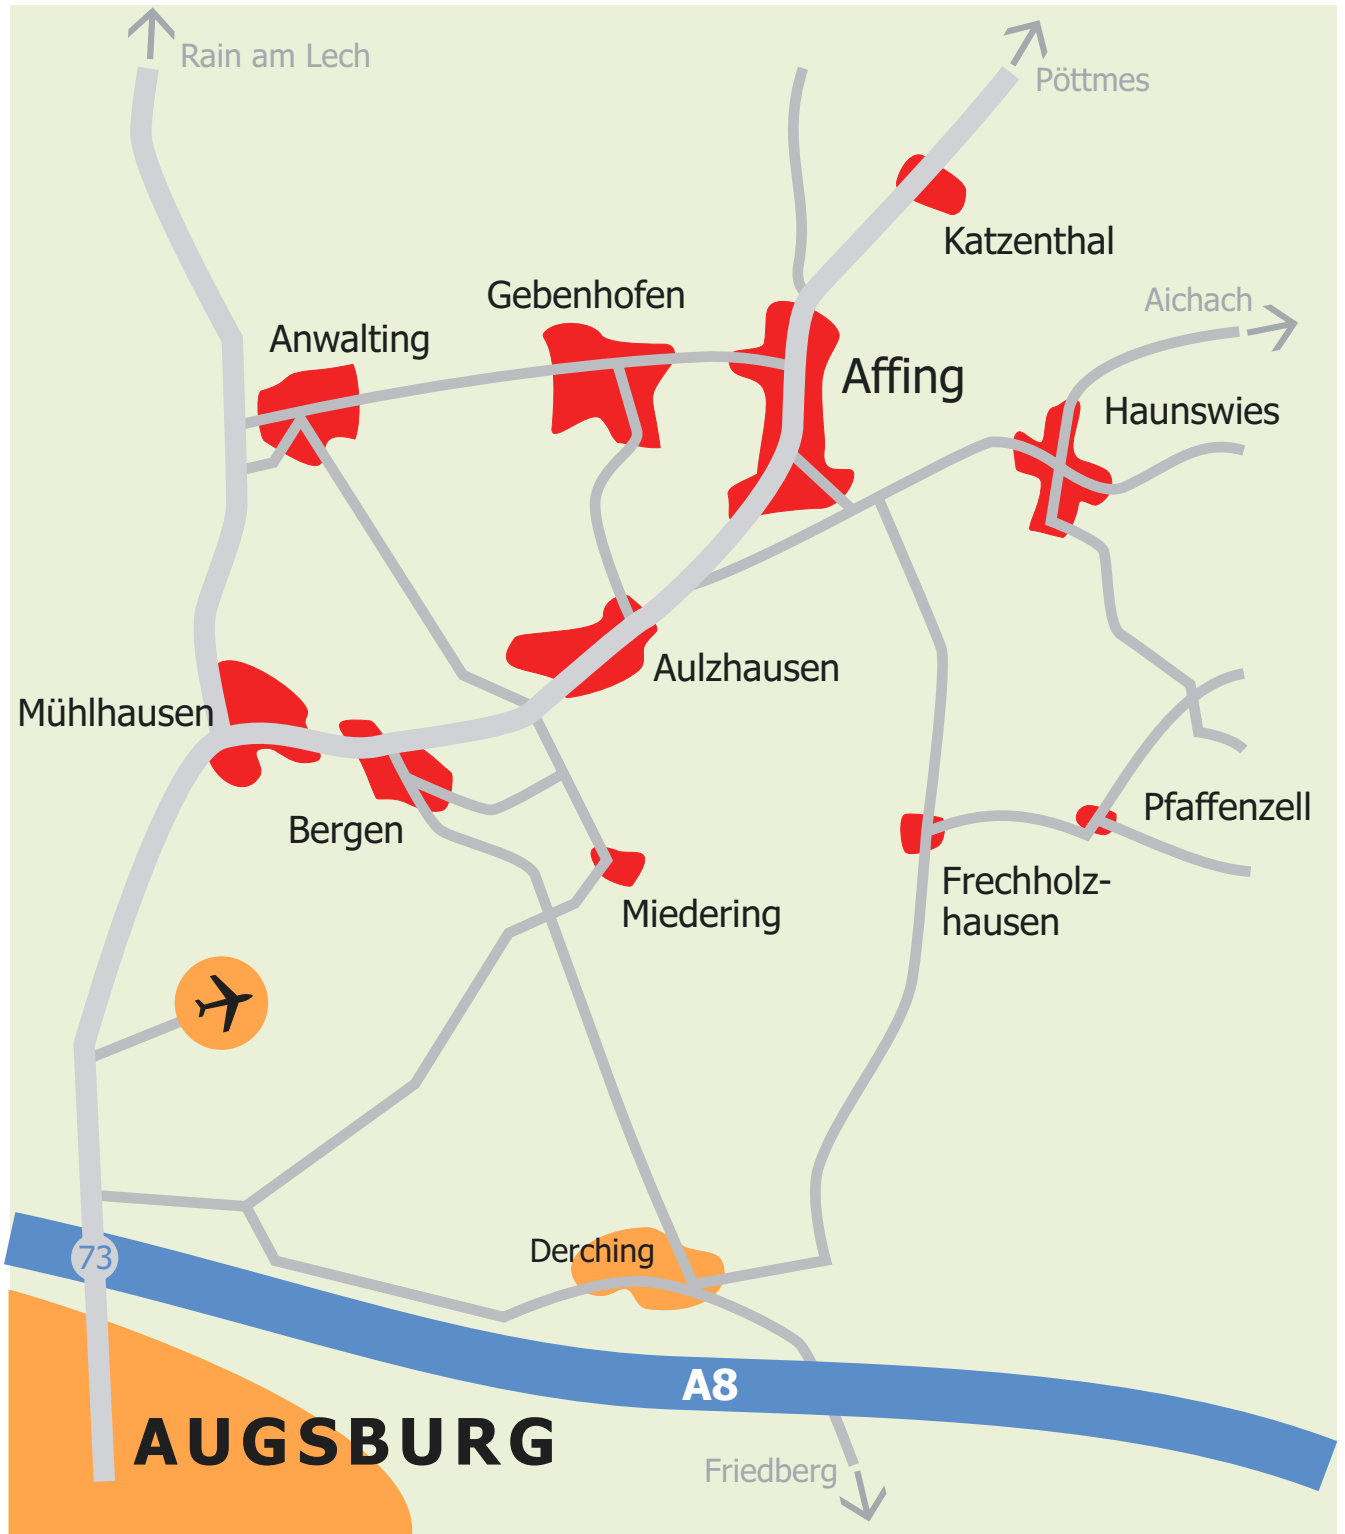 Rain am Lech
Pöttmes
Katzenthal
Gebenhofen
Aichach
Anwalting
Affing
Haunswies
Aulzhausen
Mühlhausen
Pfaffenzell
Bergen
Frechholz-
hausen
Miedering
Derching
73
A8
AUGSBURG
Friedberg